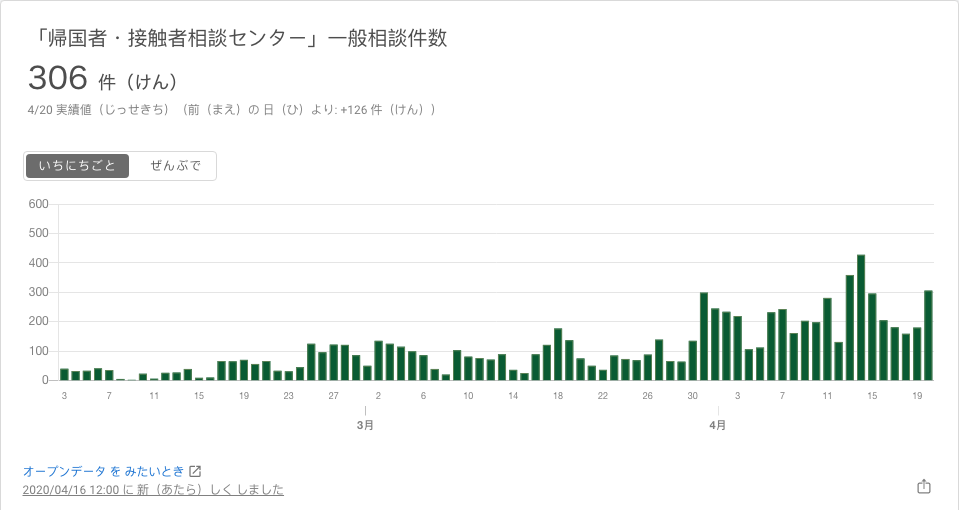 「帰国者・接触者相談センター」一般相談件数
306 件（けん）
4/20 実績値（じっせきち）（前（まえ）の 日（ひ）より: +126 件（けん））
いちにちごと ぜんぶで
600
500
400
300
200
100
0
3 7 11 15 19 23 27 2 6 10 14 18 22 26 30 3 7 11 15 19
3月 4月
オープンデータ を みたいとき
2020/04/16 12:00 に 新（あたら）しく しました